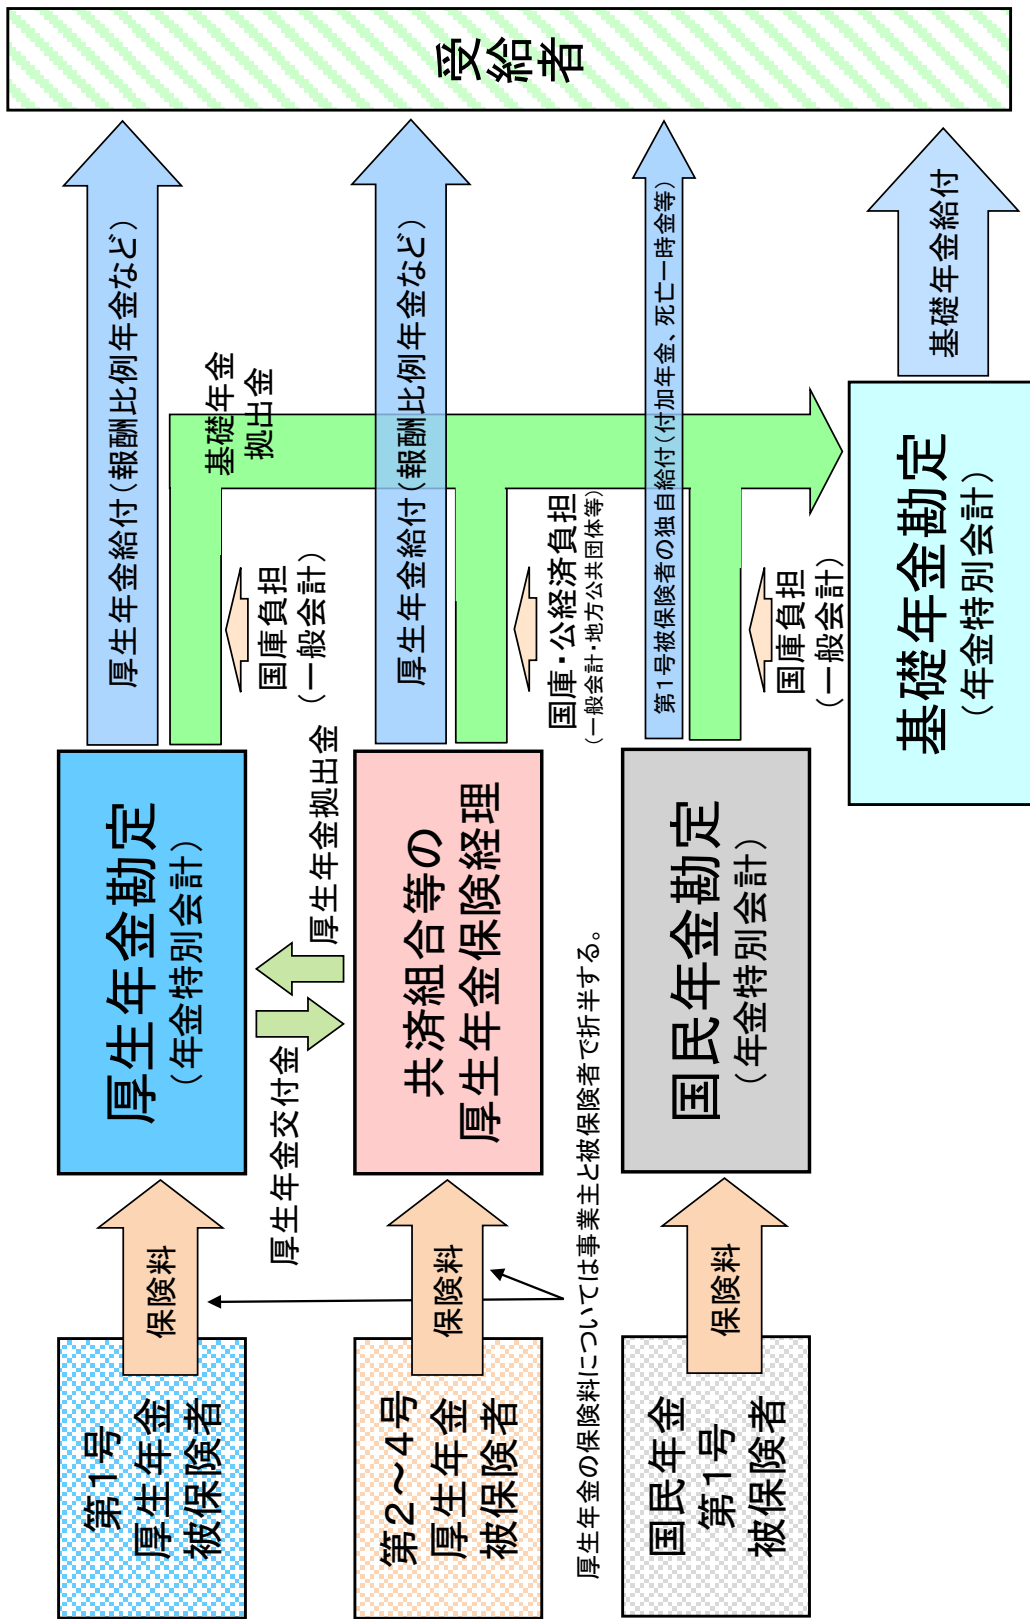 第1号
厚生年金
被保険者
保険料
厚生年金勘定
（年金特別会計）
厚生年金給付（報酬比例年金など）
基礎年金
拠出金
国庫負担
（一般会計）
厚生年金交付金
厚生年金拠出金
第2～4号
厚生年金
被保険者
保険料
共済組合等の
厚生年金保険経理
厚生年金給付（報酬比例年金など）
国庫・公経済負担
（一般会計・地方公共団体等）
厚生年金の保険料については事業主と被保険者で折半する。
国民年金
第1号
被保険者
保険料
国民年金勘定
（年金特別会計）
第1号被保険者の独自給付（付加年金、死亡一時金等）
国庫負担
（一般会計）
基礎年金勘定
（年金特別会計）
基礎年金給付
受給者